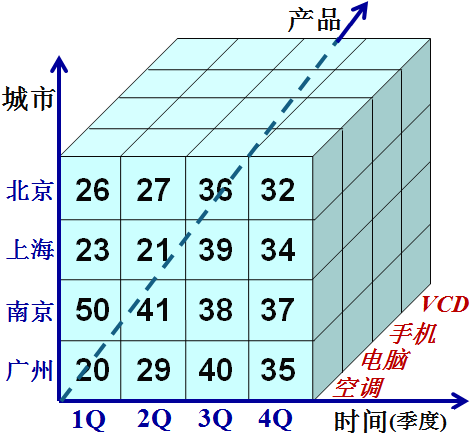 产品
城市
北京 26 27 36 32
上海 23 21 39 34
南京 50 41 38 37
广州 20 29 40 35
VCD
手机
电脑
空调
1Q 2Q 3Q 4Q 时间(季度)